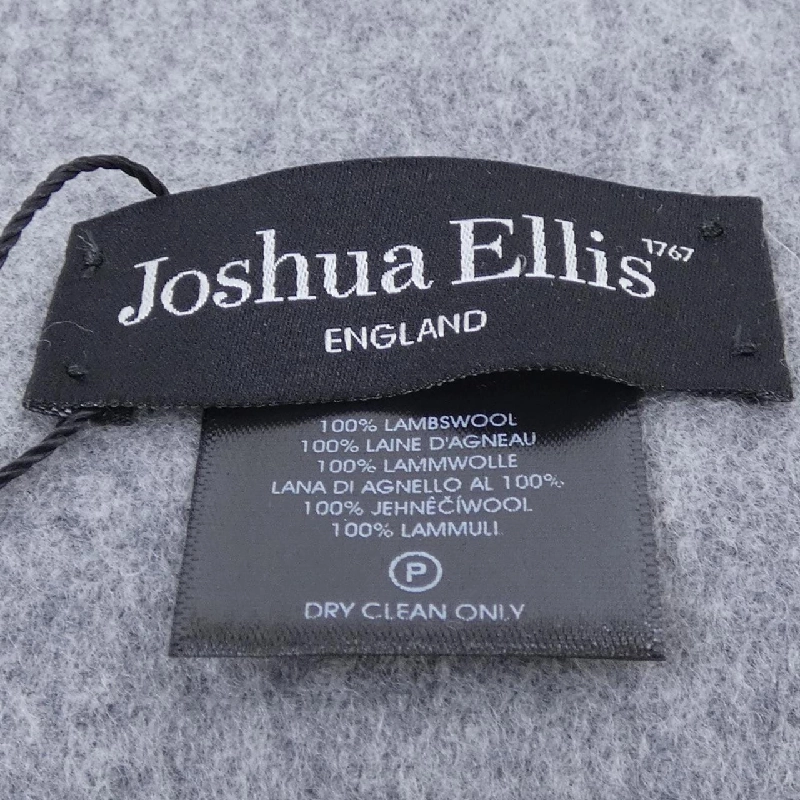 Joshua Ellis 1767
ENGLAND
100% LAMBSWOOL
100% LAINE D'AGNEAU
100% LAMMWOLLE
LANA DI AGNELLO AL 100%
100% JEHNĚČÍWOOL
100% LAMMULL
P
DRY CLEAN ONLY